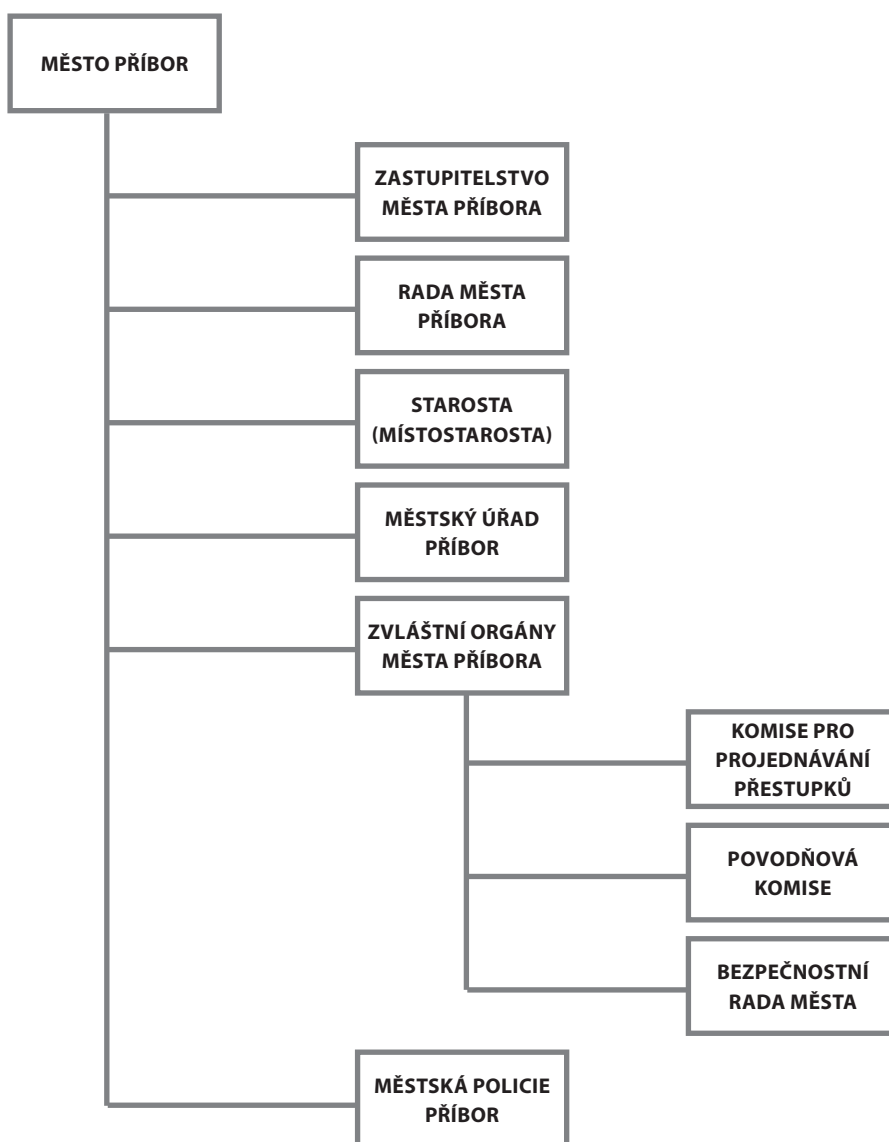 MĚSTO PŘÍBOR
ZASTUPITELSTVO
MĚSTA PŘÍBORA
RADA MĚSTA
PŘÍBORA
STAROSTA
(MÍSTOSTAROSTA)
MĚSTSKÝ ÚŘAD
PŘÍBOR
ZVLÁŠTNÍ ORGÁNY
MĚSTA PŘÍBORA
KOMISE PRO
PROJEDNÁVÁNÍ
PŘESTUPKŮ
POVODŇOVÁ
KOMISE
BEZPEČNOSTNÍ
RADA MĚSTA
MĚSTSKÁ POLICIE
PŘÍBOR